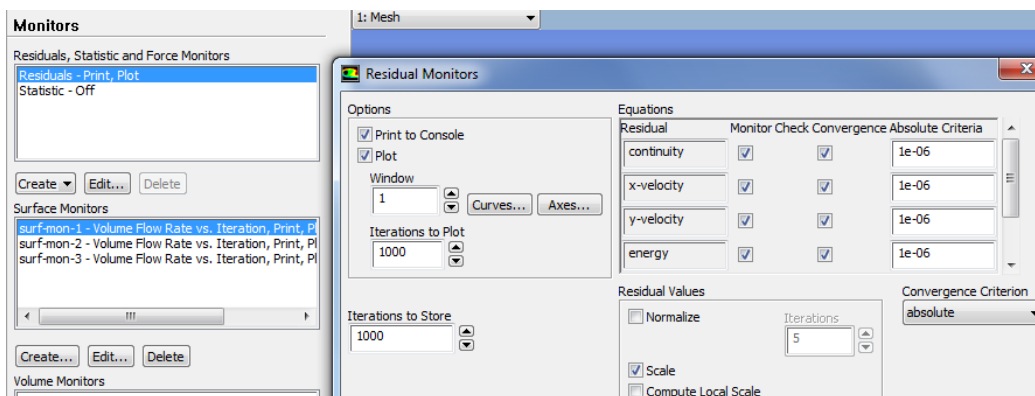 Monitors
Residuals, Statistic and Force Monitors
Residuals - Print, Plot
Statistic - Off
Create
Edit...
Delete
Surface Monitors
surf-mon-1 - Volume Flow Rate vs. Iteration, Print, Pl
surf-mon-2 - Volume Flow Rate vs. Iteration, Print, Pl
surf-mon-3 - Volume Flow Rate vs. Iteration, Print, Pl
Create...
Edit...
Delete
Volume Monitors
1: Mesh
Residual Monitors
Options
Print to Console
Plot
Window
1
Curves...
Axes...
Iterations to Plot
1000
Iterations to Store
1000
Equations
Residual Monitor Check Convergence Absolute Criteria
continuity 1e-06
x-velocity 1e-06
y-velocity 1e-06
energy 1e-06
Residual Values
Normalize
Iterations
5
Scale
Compute Local Scale
Convergence Criterion
absolute